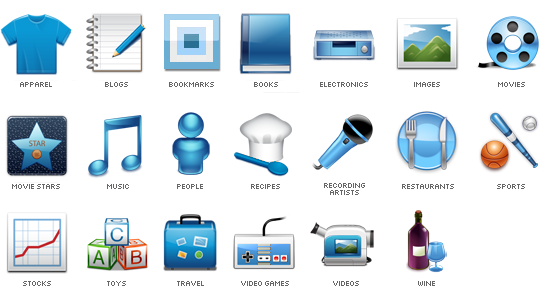 APPAREL
BLOGS
BOOKMARKS
BOOKS
ELECTRONICS
IMAGES
MOVIES
STAR
MOVIE STARS
MUSIC
PEOPLE
RECIPES
RECORDING
ARTISTS
RESTAURANTS
SPORTS
C
A B
STOCKS
TOYS
TRAVEL
VIDEO GAMES
VIDEOS
WINE